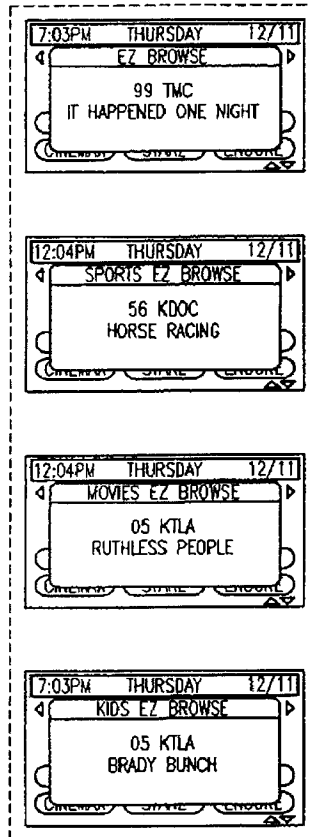 7:03PM THURSDAY 12/11
EZ BROWSE
99 TMC
IT HAPPENED ONE NIGHT
12:04PM THURSDAY 12/11
SPORTS EZ BROWSE
56 KDOC
HORSE RACING
12:04PM THURSDAY 12/11
MOVIES EZ BROWSE
05 KTLA
RUTHLESS PEOPLE
7:03PM THURSDAY 12/11
KIDS EZ BROWSE
05 KTLA
BRADY BUNCH